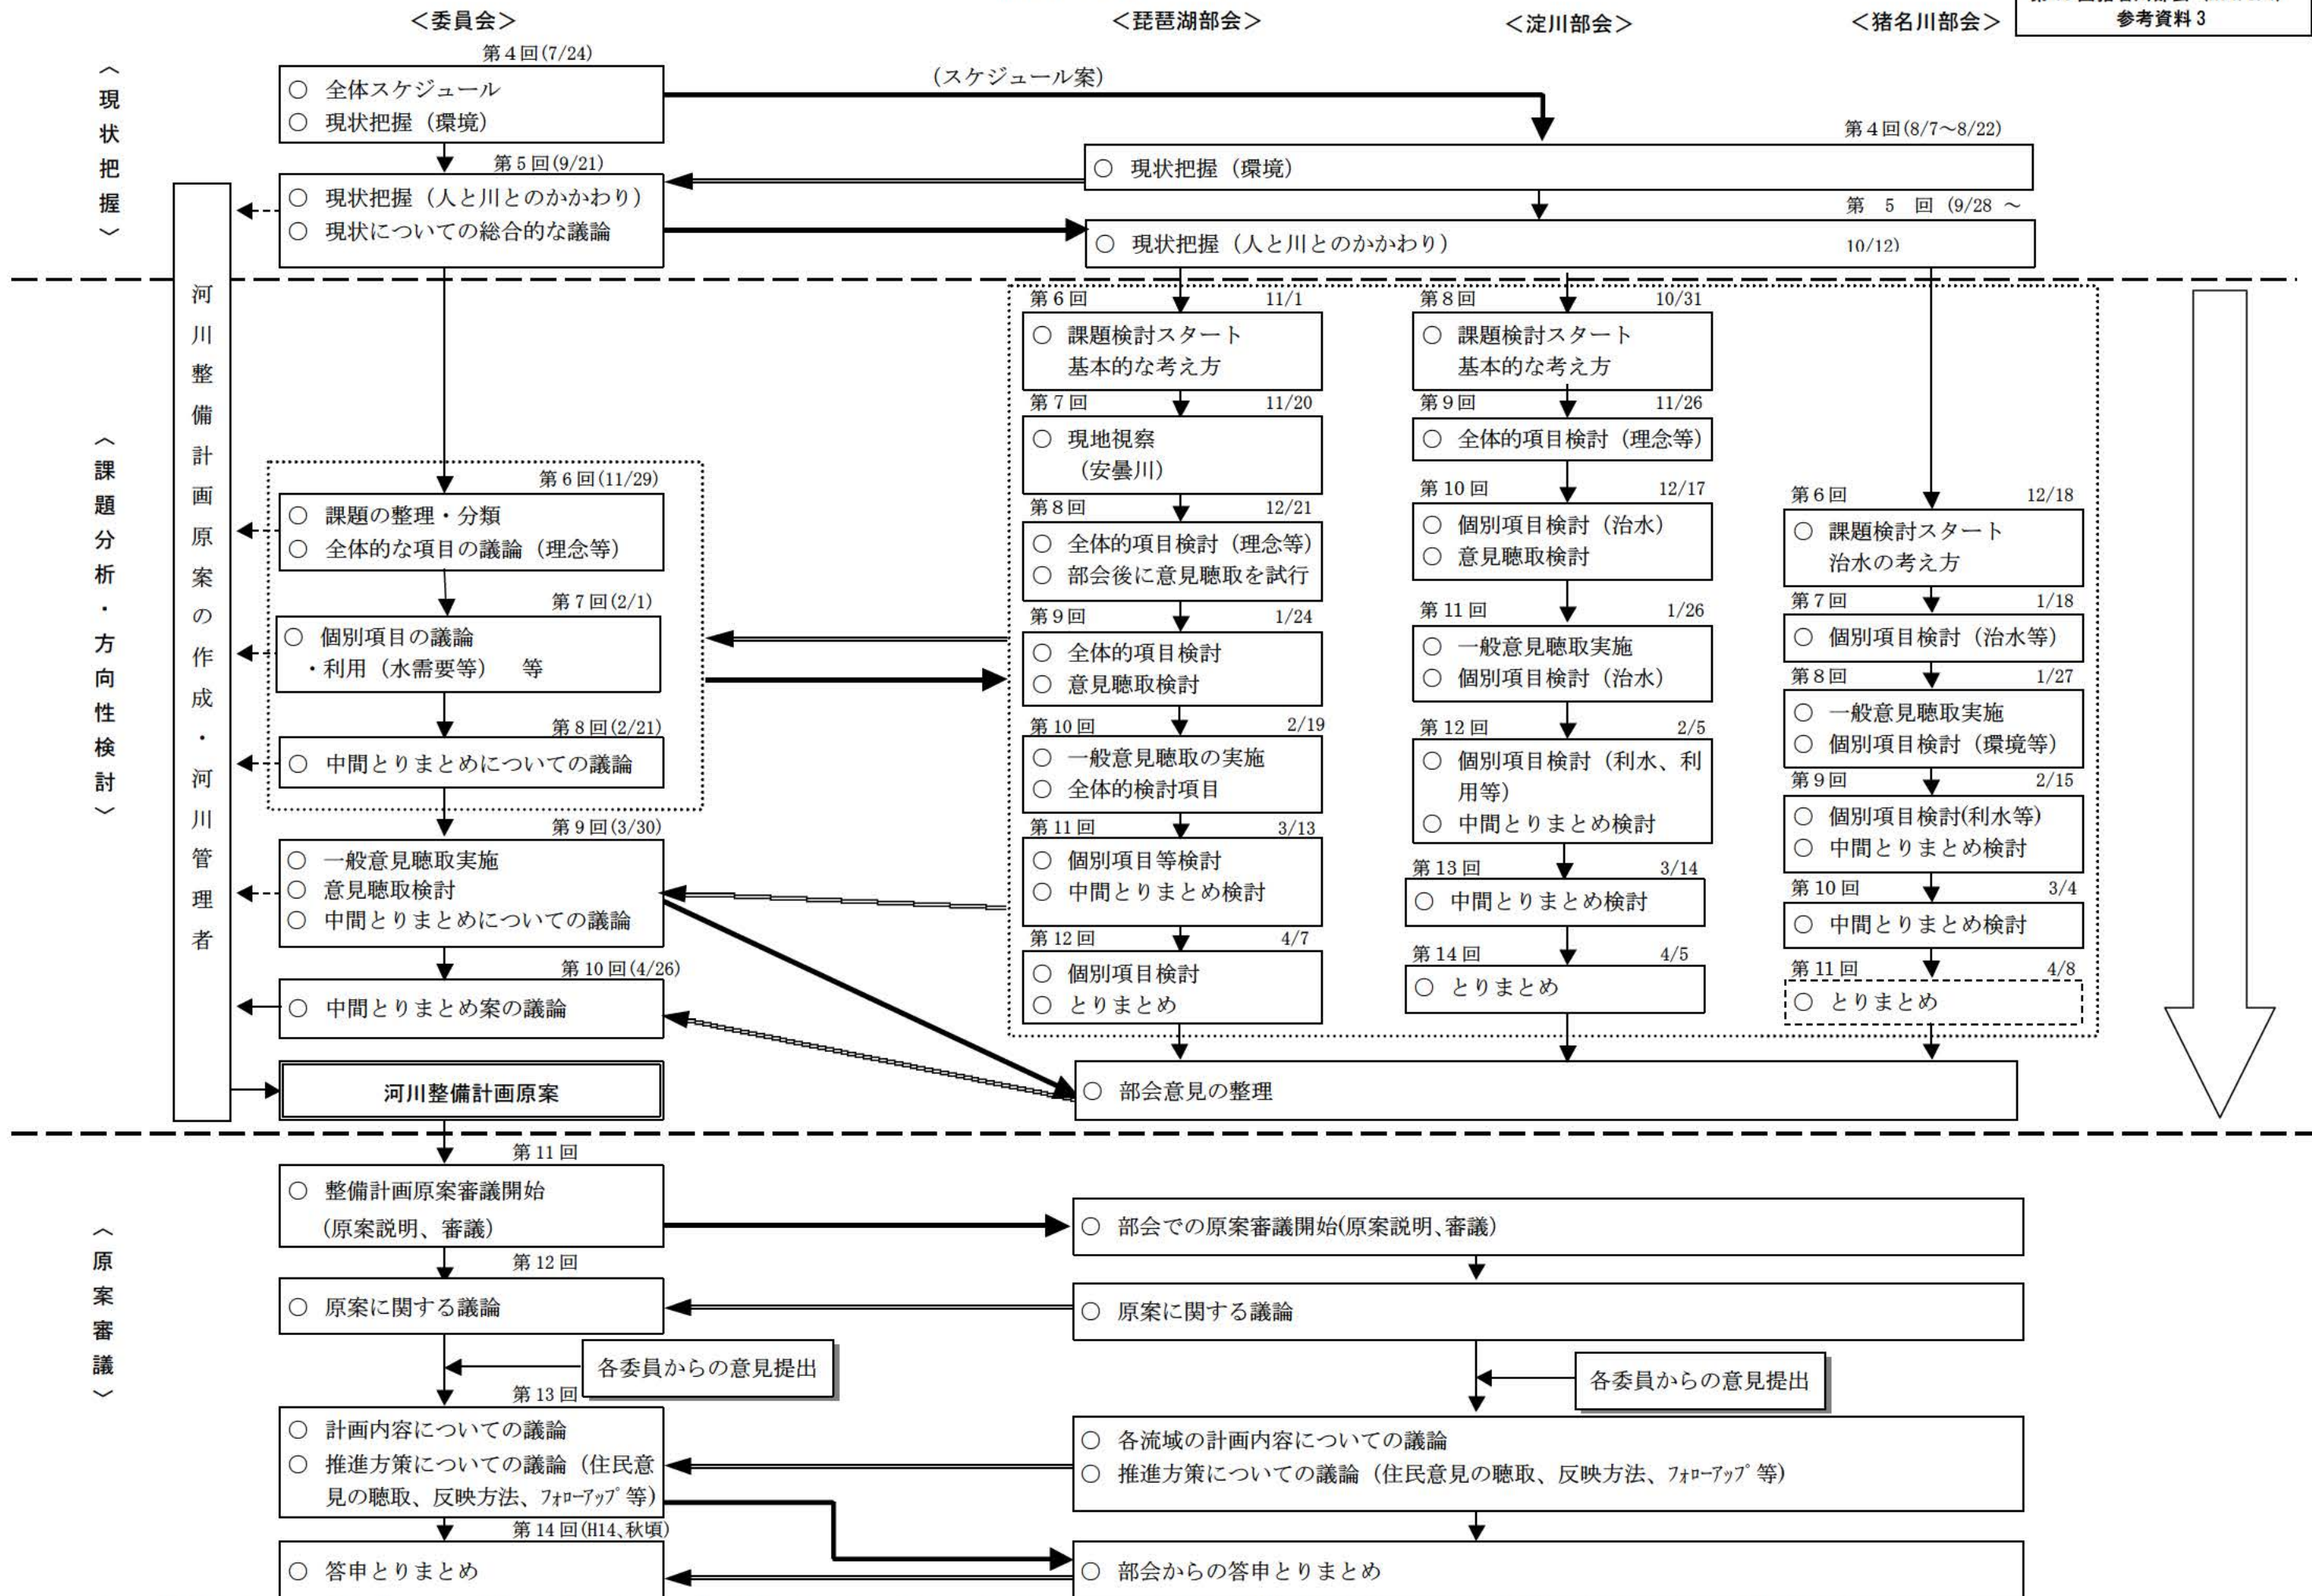 <委員会>
<琵琶湖部会>
<淀川部会>
<猪名川部会>
参考資料3
〈現状把握〉
第4回(7/24)
○ 全体スケジュール
○ 現状把握（環境）
（スケジュール案）
第4回(8/7～8/22)
○ 現状把握（環境）
第5回(9/21)
○ 現状把握（人と川とのかかわり）
○ 現状についての総合的な議論
第 5 回 (9/28 ～
10/12)
○ 現状把握（人と川とのかかわり）
河川整備計画原案の作成・河川管理者
〈課題分析・方向性検討〉
第6回(11/29)
○ 課題の整理・分類
○ 全体的な項目の議論（理念等）
第7回(2/1)
○ 個別項目の議論
・利用（水需要等） 等
第8回(2/21)
○ 中間とりまとめについての議論
第9回(3/30)
○ 一般意見聴取実施
○ 意見聴取検討
○ 中間とりまとめについての議論
第10回(4/26)
○ 中間とりまとめ案の議論
河川整備計画原案
第6回 11/1
○ 課題検討スタート
基本的な考え方
第7回 11/20
○ 現地視察
（安曇川）
第8回 12/21
○ 全体的項目検討（理念等）
○ 部会後に意見聴取を試行
第9回 1/24
○ 全体的項目検討
○ 意見聴取検討
第10回 2/19
○ 一般意見聴取の実施
○ 全体的検討項目
第11回 3/13
○ 個別項目等検討
○ 中間とりまとめ検討
第12回 4/7
○ 個別項目検討
○ とりまとめ
第8回 10/31
○ 課題検討スタート
基本的な考え方
第9回 11/26
○ 全体的項目検討（理念等）
第10回 12/17
○ 個別項目検討（治水）
○ 意見聴取検討
第11回 1/26
○ 一般意見聴取実施
○ 個別項目検討（治水）
第12回 2/5
○ 個別項目検討（利水、利
用等）
○ 中間とりまとめ検討
第13回 3/14
○ 中間とりまとめ検討
第14回 4/5
○ とりまとめ
第6回 12/18
○ 課題検討スタート
治水の考え方
第7回 1/18
○ 個別項目検討（治水等）
第8回 1/27
○ 一般意見聴取実施
○ 個別項目検討（環境等）
第9回 2/15
○ 個別項目検討(利水等)
○ 中間とりまとめ検討
第10回 3/4
○ 中間とりまとめ検討
第11回 4/8
○ とりまとめ
○ 部会意見の整理
〈原案審議〉
第11回
○ 整備計画原案審議開始
(原案説明、審議)
○ 部会での原案審議開始(原案説明、審議)
第12回
○ 原案に関する議論
○ 原案に関する議論
各委員からの意見提出
各委員からの意見提出
第13回
○ 計画内容についての議論
○ 推進方策についての議論（住民意
見の聴取、反映方法、ﾌｫﾛｰｱｯﾌﾟ等)
○ 各流域の計画内容についての議論
○ 推進方策についての議論（住民意見の聴取、反映方法、ﾌｫﾛｰｱｯﾌﾟ等)
第14回(H14、秋頃)
○ 答申とりまとめ
○ 部会からの答申とりまとめ